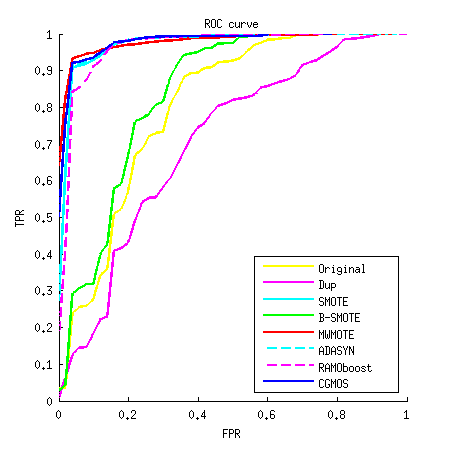 ROC curve
1
0.9
0.8
0.7
0.6
0.5
0.4
0.3
0.2
0.1
0
TPR
0 0.2 0.4 0.6 0.8 1
FPR
Original
Dup
SMOTE
B-SMOTE
MWMOTE
ADASYN
RAMOboost
CGMOS